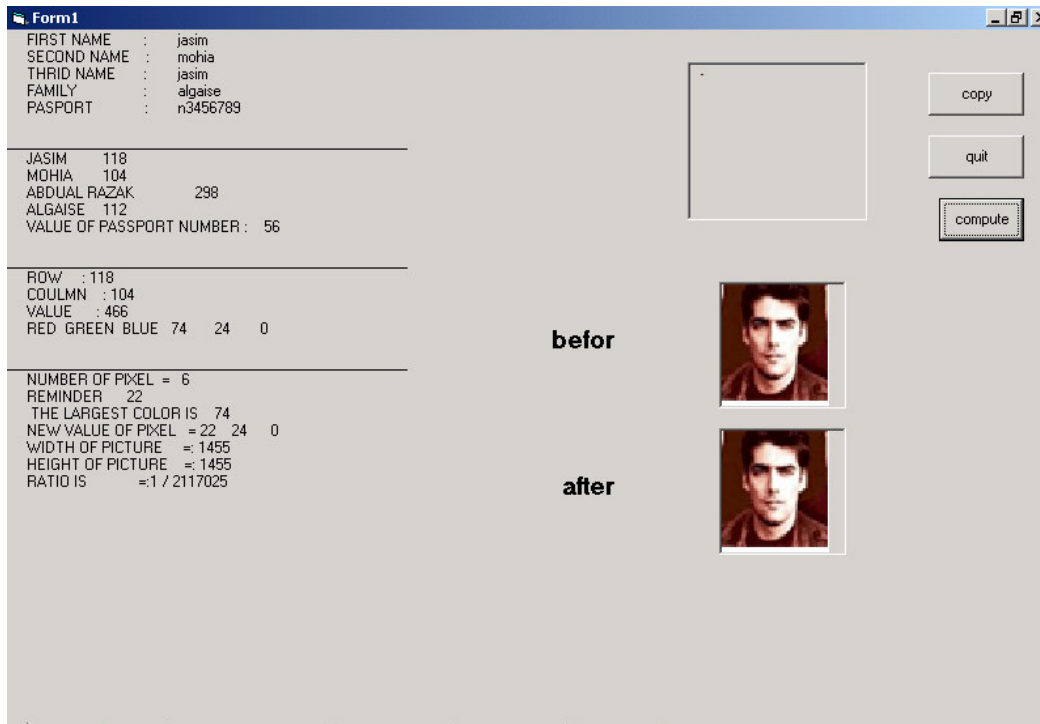 Form1
FIRST NAME : jasim
SECOND NAME : mohia
THRID NAME : jasim
FAMILY : algaise
PASPORT : n3456789
JASIM 118
MOHIA 104
ABDUAL RAZAK 298
ALGAISE 112
VALUE OF PASSPORT NUMBER : 56
ROW : 118
COULMN : 104
VALUE : 466
RED GREEN BLUE 74 24 0
NUMBER OF PIXEL = 6
REMINDER 22
THE LARGEST COLOR IS 74
NEW VALUE OF PIXEL = 22 24 0
WIDTH OF PICTURE =: 1455
HEIGHT OF PICTURE =: 1455
RATIO IS =:1 / 2117025
copy
quit
compute
befor
after